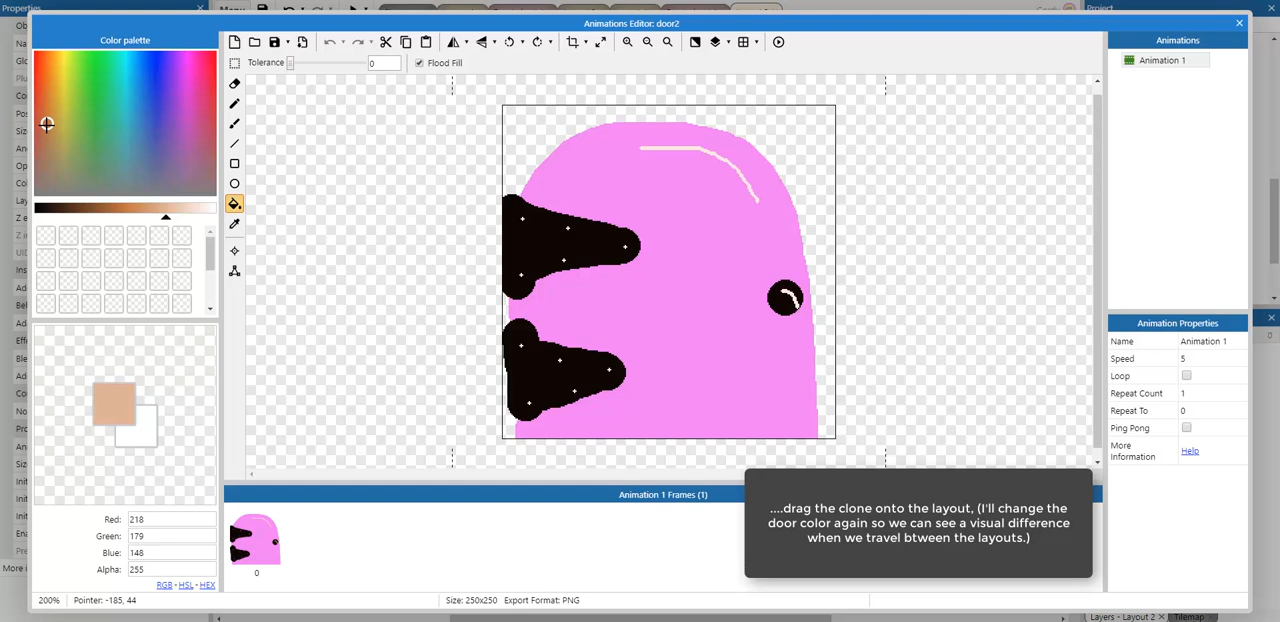 Properties
Menu
Project
Animations Editor: door2
Color palette
Animations
Tolerance 0 Flood Fill
Animation 1
Animation Properties
Name Animation 1
Speed 5
Loop
Repeat Count 1
Repeat To 0
Ping Pong
More Information Help
....drag the clone onto the layout, (I'll change the
door color again so we can see a visual difference
when we travel btween the layouts.)
Animation 1 Frames (1)
0
Red: 218
Green: 179
Blue: 148
Alpha: 255
RGB - HSL - HEX
200% Pointer: -185, 44 Size: 250x250 Export Format: PNG
More i
Layers - Layout 2 Tilemap